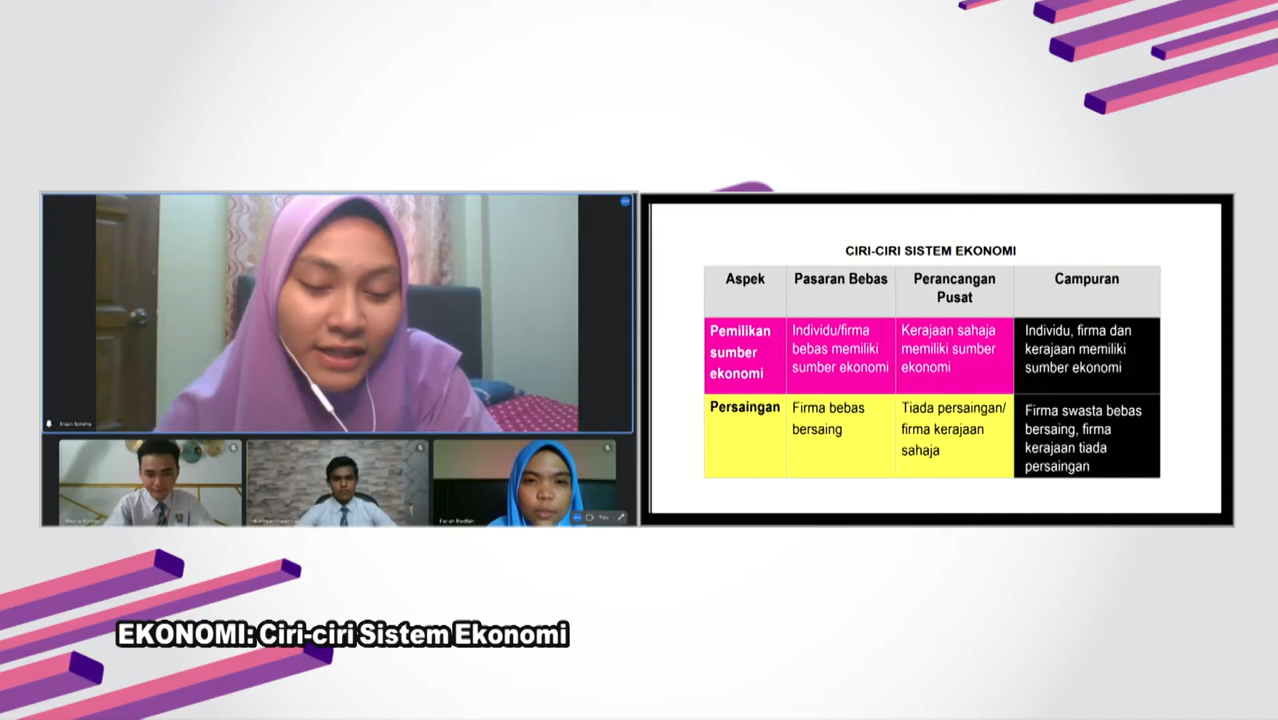 CIRI-CIRI SISTEM EKONOMI
Aspek
Pasaran Bebas
Perancangan
Pusat
Campuran
Pemilikan
sumber
ekonomi
Individu/firma
bebas memiliki
sumber ekonomi
Kerajaan sahaja
memiliki sumber
ekonomi
Individu, firma dan
kerajaan memiliki
sumber ekonomi
Persaingan
Firma bebas
bersaing
Tiada persaingan/
firma kerajaan
sahaja
Firma swasta bebas
bersaing, firma
kerajaan tiada
persaingan
You
EKONOMI: Ciri-ciri Sistem Ekonomi